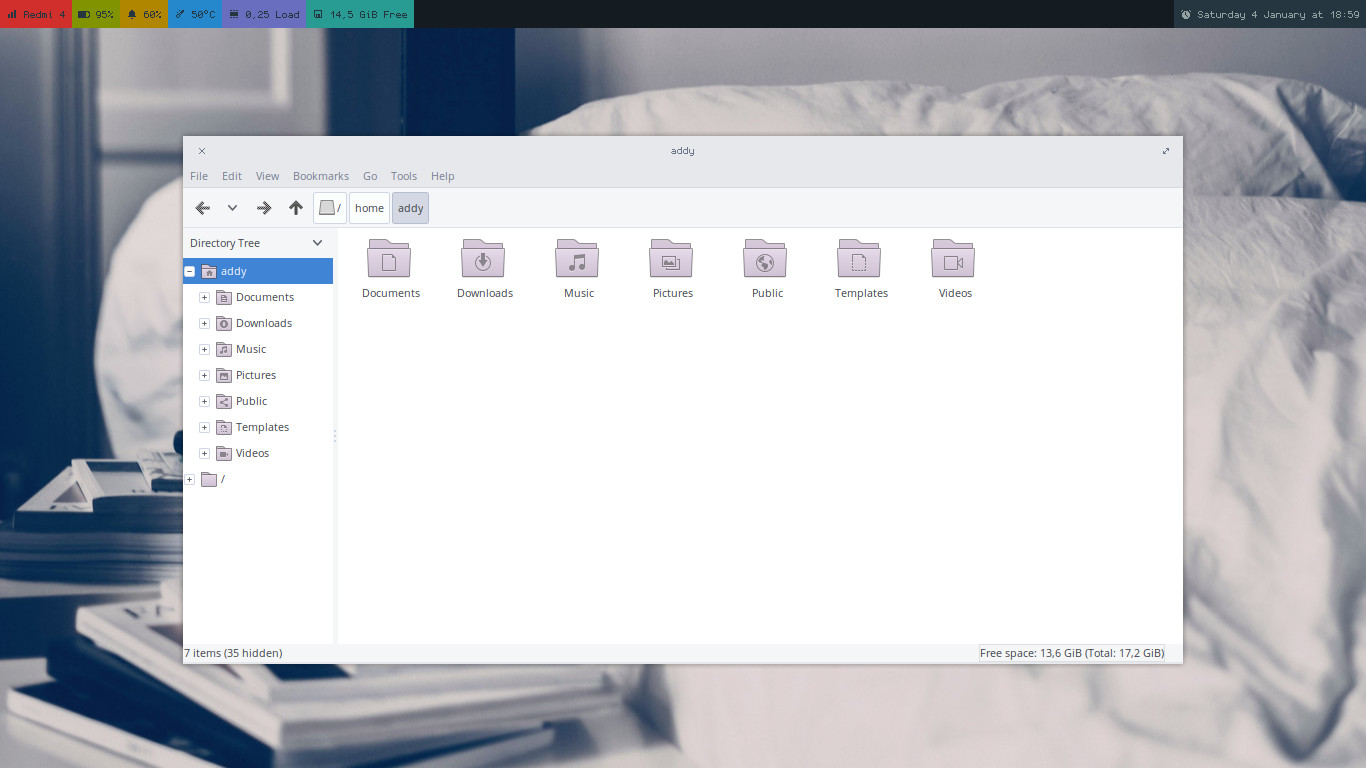 Redmi 4 95% 60% 50°C 0,25 Load 14,5 GiB Free Saturday 4 January at 18:59
addy
File Edit View Bookmarks Go Tools Help
/ home addy
Directory Tree
addy
Documents
Downloads
Music
Pictures
Public
Templates
Videos
/
Documents Downloads Music Pictures Public Templates Videos
7 items (35 hidden) Free space: 13,6 GiB (Total: 17,2 GiB)